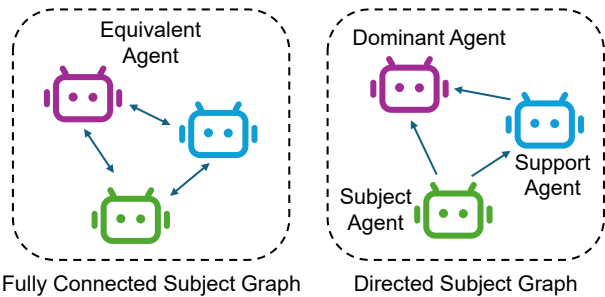 Equivalent
Agent
Fully Connected Subject Graph
Dominant Agent
Support
Agent
Subject
Agent
Directed Subject Graph